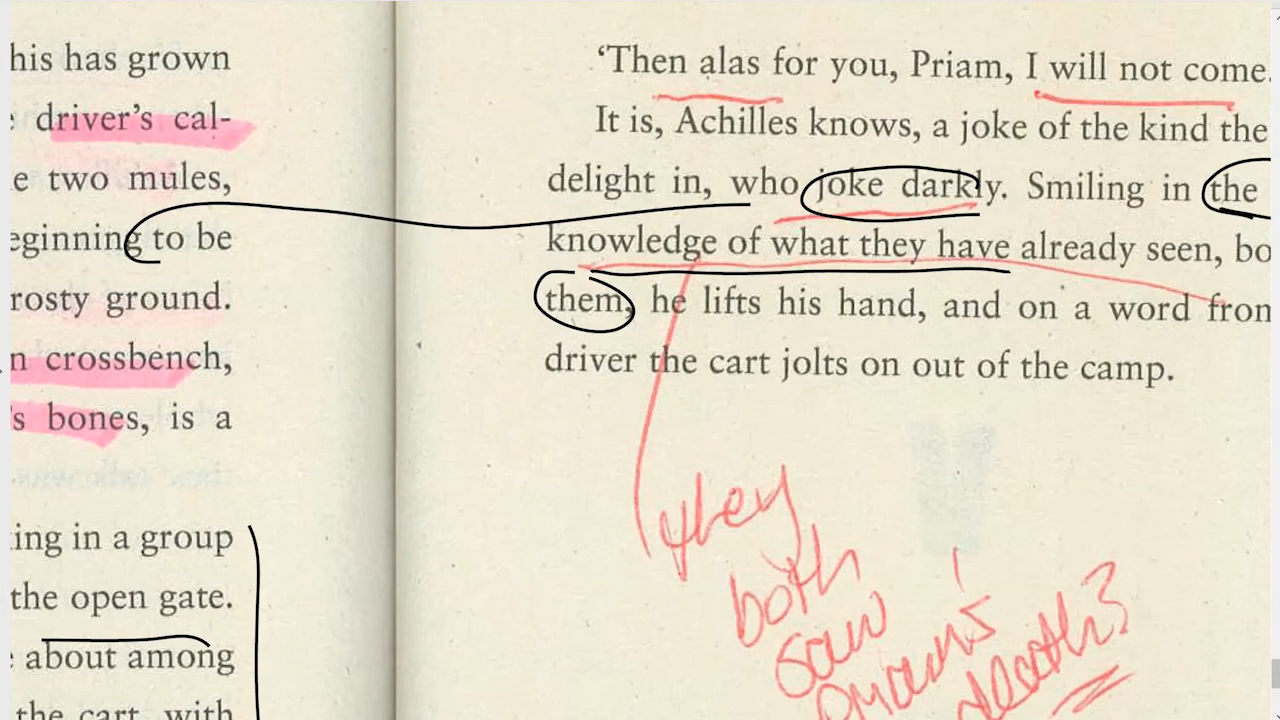 his has grown
driver's cal-
e two mules,
eginning to be
rosty ground.
n crossbench,
's bones, is a
ing in a group
the open gate.
about among
the cart, with
‘Then alas for you, Priam, I will not come.
It is, Achilles knows, a joke of the kind the
delight in, who joke darkly. Smiling in the
knowledge of what they have already seen, bo
them, he lifts his hand, and on a word from
driver the cart jolts on out of the camp.
they
both
saw
Priam's
death?